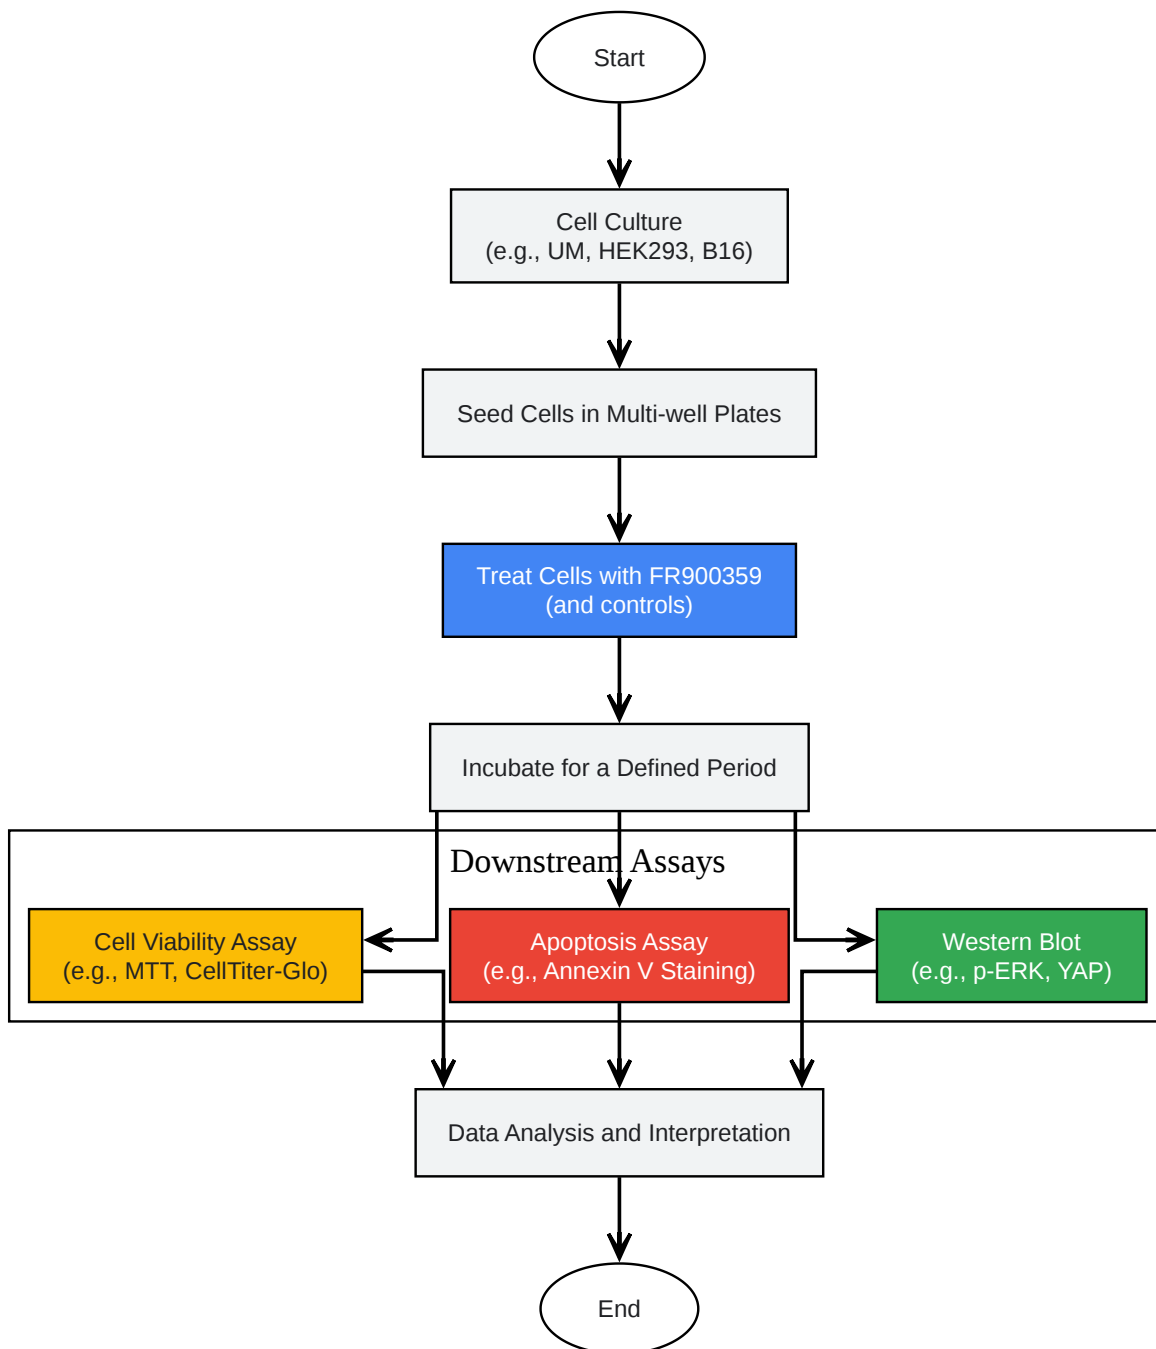 Start
Cell Culture
(e.g., UM, HEK293, B16)
Seed Cells in Multi-well Plates
Treat Cells with FR900359
(and controls)
Incubate for a Defined Period
Downstream Assays
Cell Viability Assay
(e.g., MTT, CellTiter-Glo)
Apoptosis Assay
(e.g., Annexin V Staining)
Western Blot
(e.g., p-ERK, YAP)
Data Analysis and Interpretation
End